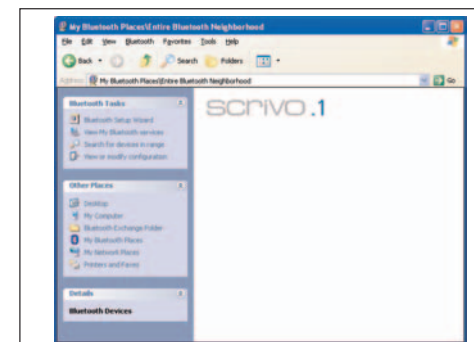 My Bluetooth Places\Entire Bluetooth Neighborhood
File Edit View Bluetooth Favorites Tools Help
Back Search Folders
Address My Bluetooth Places\Entire Bluetooth Neighborhood Go
Bluetooth Tasks
Bluetooth Setup Wizard
View My Bluetooth services
Search for devices in range
View or modify configuration
Other Places
Desktop
My Computer
Bluetooth Exchange Folder
My Bluetooth Places
My Network Places
Printers and Faxes
Details
Bluetooth Devices
SCRIVO.1